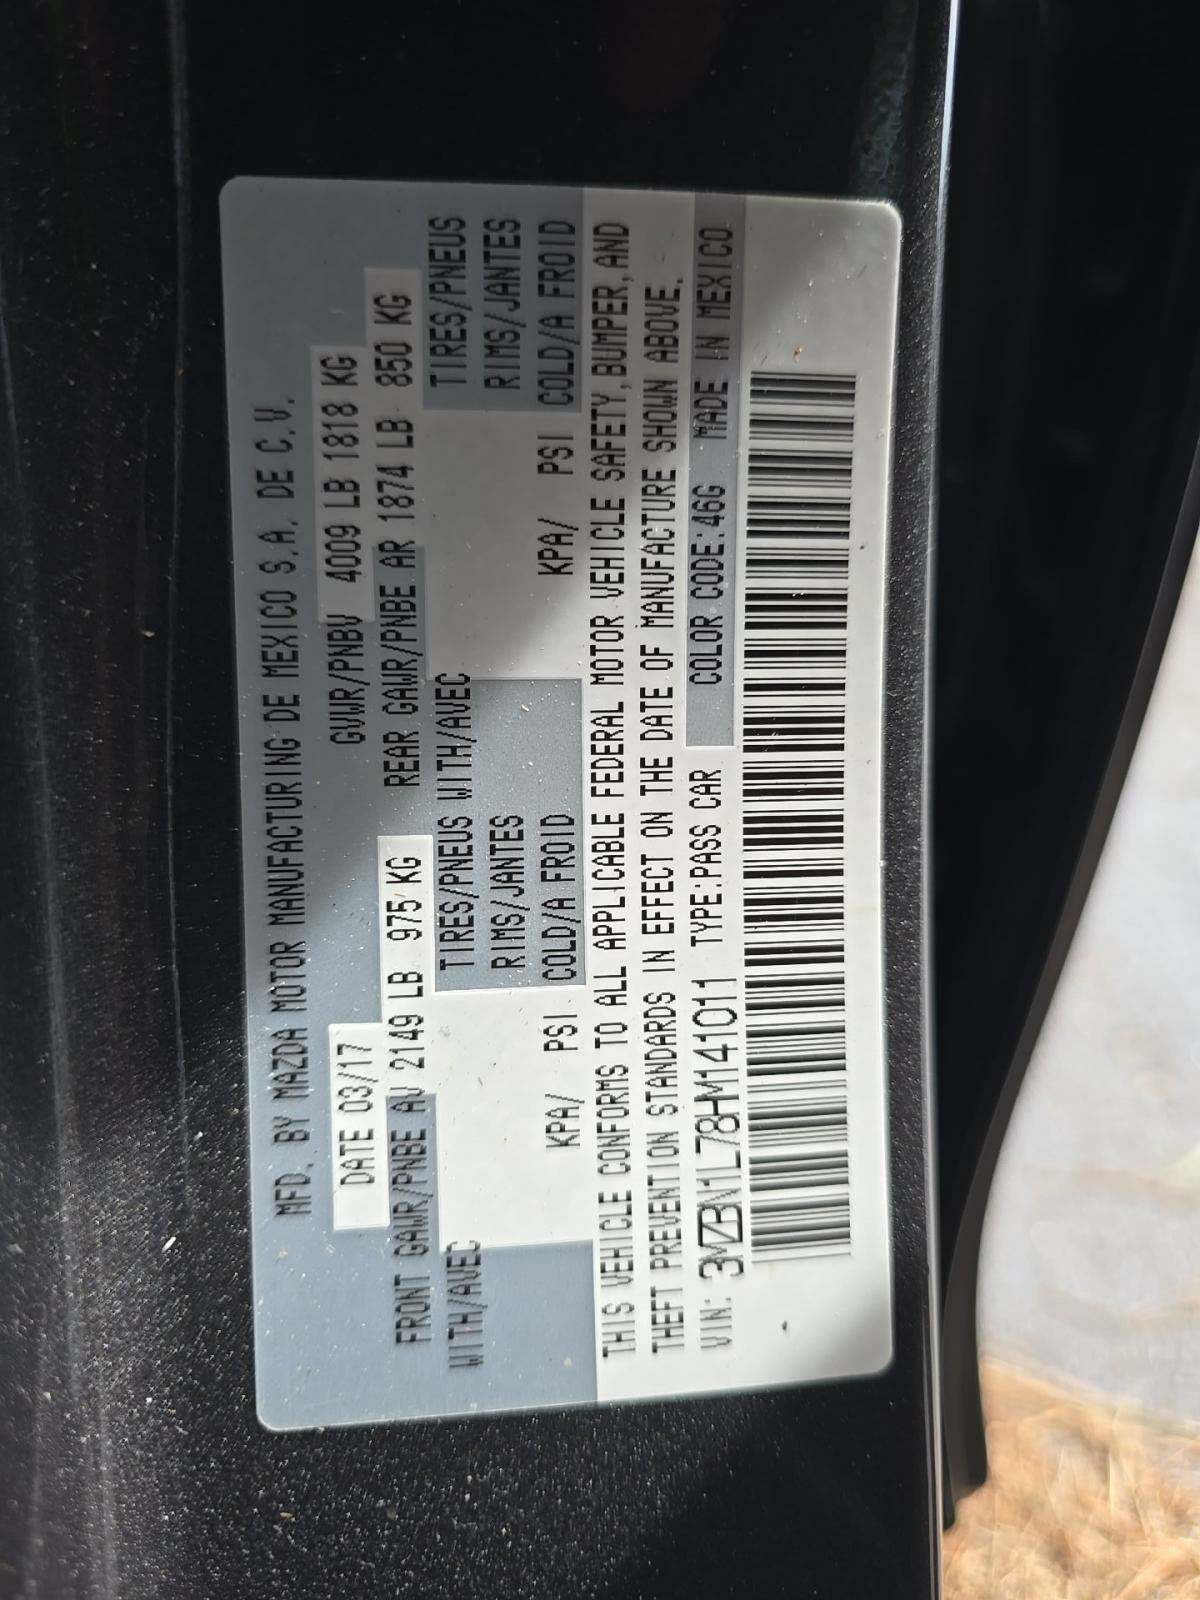 MFD. BY MAZDA MOTOR MANUFACTURING DE MEXICO S.A. DE C.V.
DATE 03/17 GVWR/PNBV 4009 LB 1818 KG
FRONT GAWR/PNBE AV 2149 LB 975 KG REAR GAWR/PNBE AR 1874 LB 850 KG
WITH/AVEC TIRES/PNEUS WITH/AVEC TIRES/PNEUS
RIMS/JANTES RIMS/JANTES
KPA/ PSI COLD/A FROID KPA/ PSI COLD/A FROID
THIS VEHICLE CONFORMS TO ALL APPLICABLE FEDERAL MOTOR VEHICLE SAFETY, BUMPER, AND
THEFT PREVENTION STANDARDS IN EFFECT ON THE DATE OF MANUFACTURE SHOWN ABOVE.
VIN: 3MZBN1L78HM141011 TYPE:PASS CAR COLOR CODE:46G MADE IN MEXICO